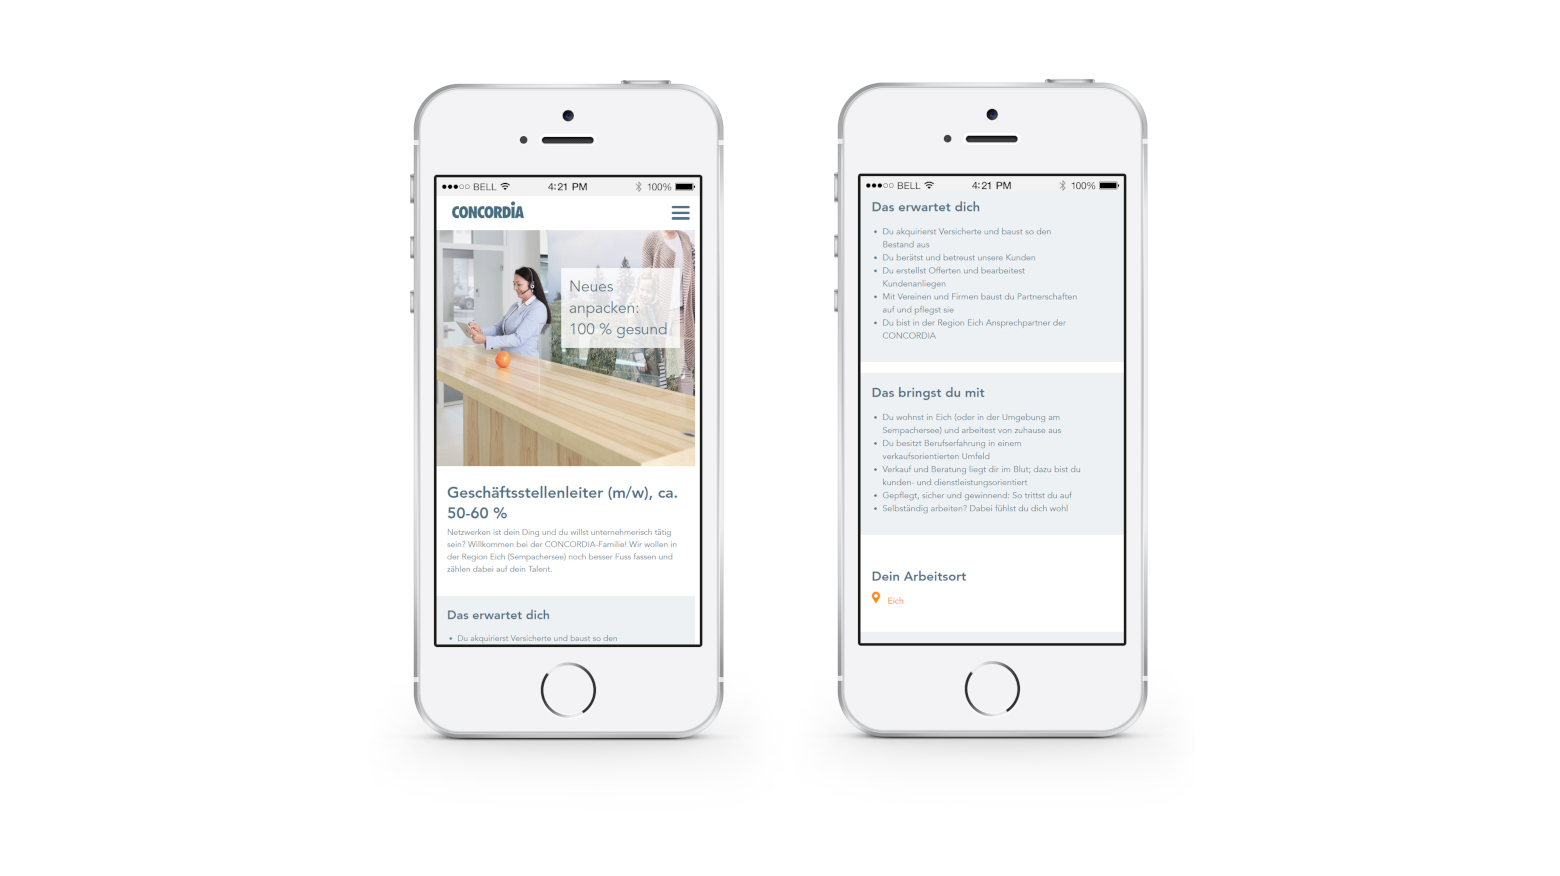 BELL 4:21 PM 100%
CONCORDIA
Neues
anpacken:
100 % gesund
Geschäftsstellenleiter (m/w), ca.
50-60 %
Netzwerken ist dein Ding und du willst unternehmerisch tätig
sein? Willkommen bei der CONCORDIA-Familie! Wir wollen in
der Region Eich (Sempachersee) noch besser Fuss fassen und
zählen dabei auf dein Talent.
Das erwartet dich
• Du akquirierst Versicherte und baust so den
BELL 4:21 PM 100%
Das erwartet dich
• Du akquirierst Versicherte und baust so den
Bestand aus
• Du berätst und betreust unsere Kunden
• Du erstellst Offerten und bearbeitest
Kundenanliegen
• Mit Vereinen und Firmen baust du Partnerschaften
auf und pflegst sie
• Du bist in der Region Eich Ansprechpartner der
CONCORDIA
Das bringst du mit
• Du wohnst in Eich (oder in der Umgebung am
Sempachersee) und arbeitest von zuhause aus
• Du besitzt Berufserfahrung in einem
verkaufsorientierten Umfeld
• Verkauf und Beratung liegt dir im Blut; dazu bist du
kunden- und dienstleistungsorientiert
• Gepflegt, sicher und gewinnend: So trittst du auf
• Selbständig arbeiten? Dabei fühlst du dich wohl
Dein Arbeitsort
Eich